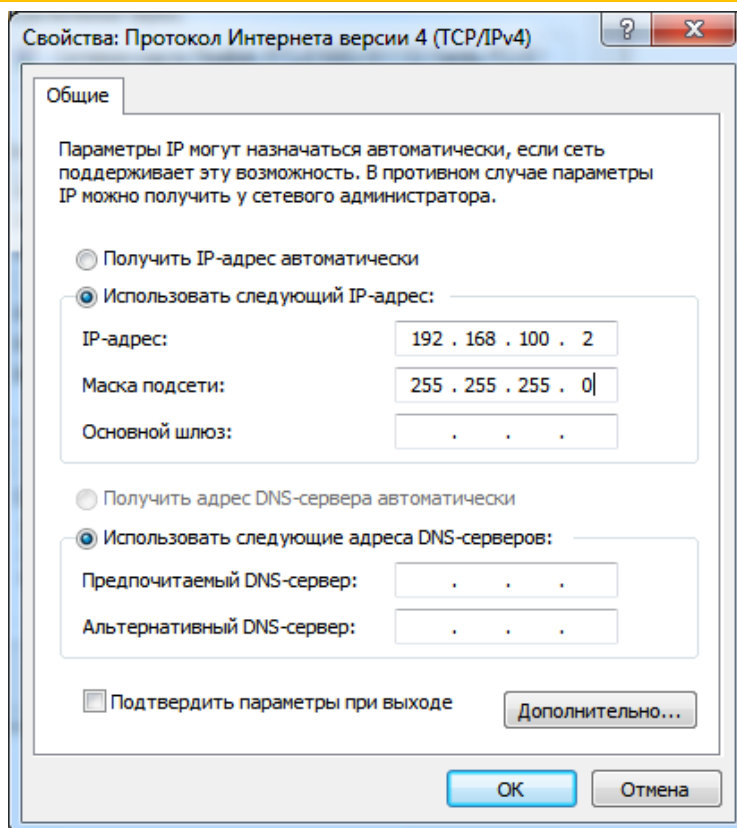 Свойства: Протокол Интернета версии 4 (TCP/IPv4)
?
X
Общие
Параметры IP могут назначаться автоматически, если сеть
поддерживает эту возможность. В противном случае параметры
IP можно получить у сетевого администратора.
Получить IP-адрес автоматически
Использовать следующий IP-адрес:
IP-адрес: 192 . 168 . 100 . 2
Маска подсети: 255 . 255 . 255 . 0
Основной шлюз: . . .
Получить адрес DNS-сервера автоматически
Использовать следующие адреса DNS-серверов:
Предпочитаемый DNS-сервер: . . .
Альтернативный DNS-сервер: . . .
Подтвердить параметры при выходе
Дополнительно...
ОК
Отмена